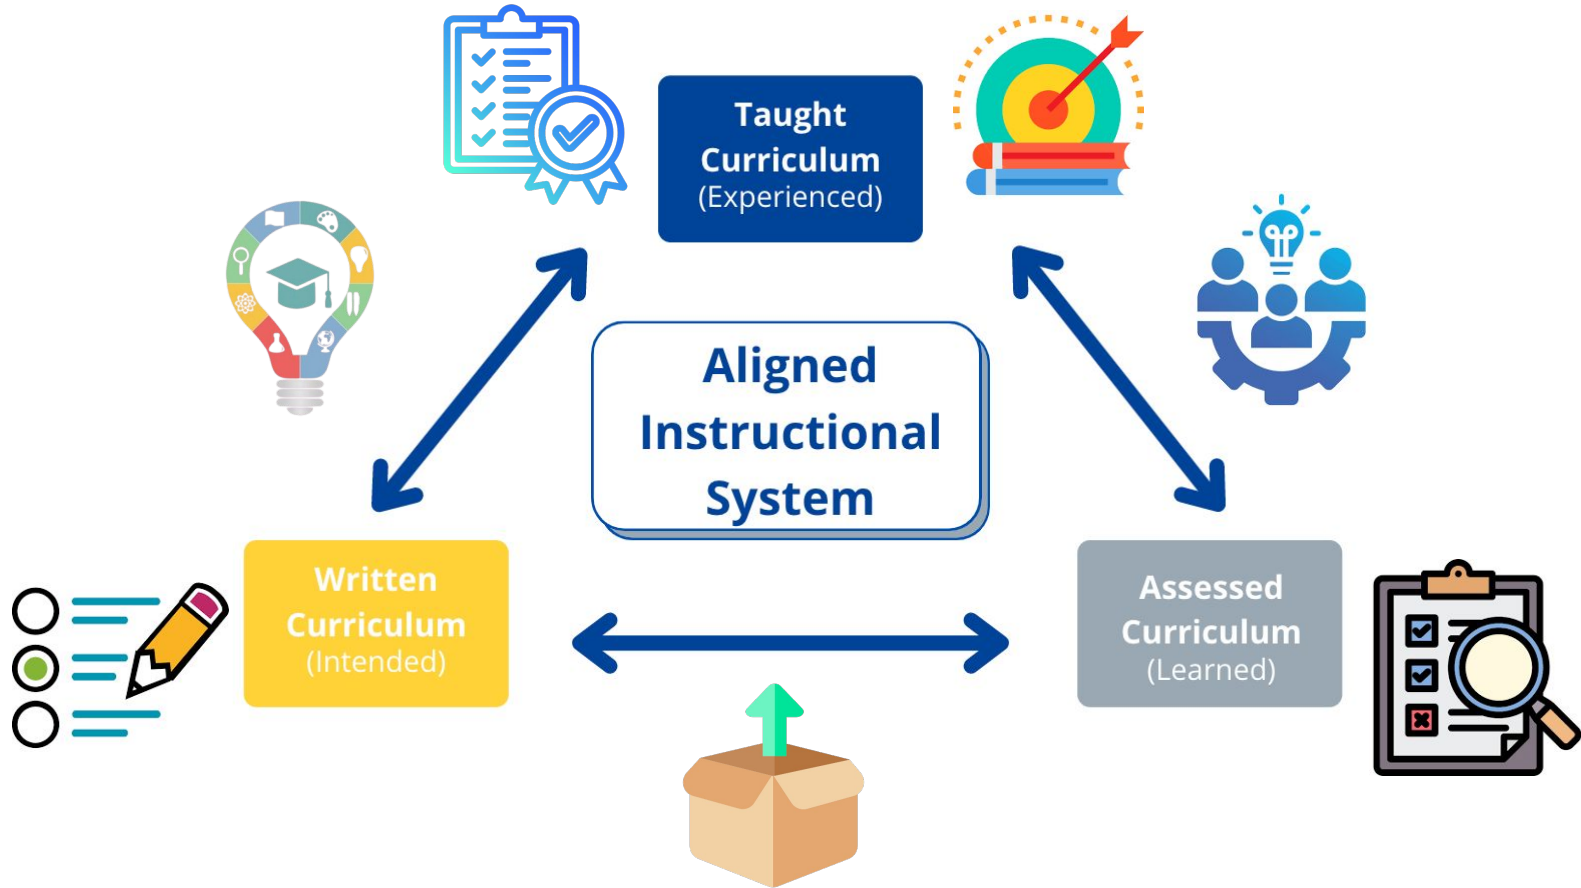 Taught
Curriculum
(Experienced)
Aligned
Instructional
System
Written
Curriculum
(Intended)
Assessed
Curriculum
(Learned)